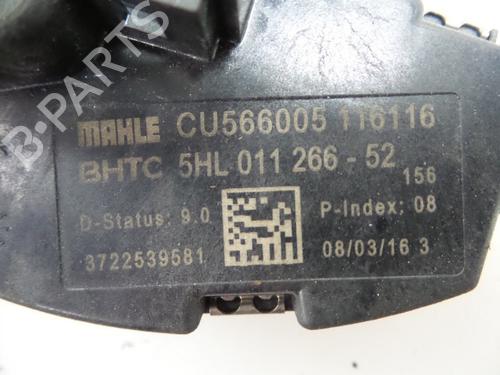 B-PARTS
MAHLE CU566005 116116
BHTC 5HL 011 266-52
156
D-Status: 9.0 P-Index: 08
3722539581 08/03/16 3